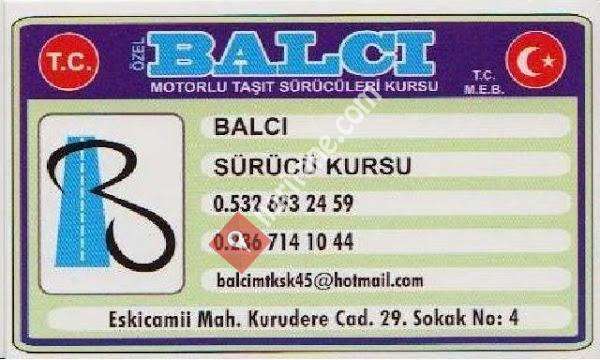 T.C.
ÖZEL
BALCI
MOTORLU TAŞIT SÜRÜCÜLERİ KURSU
T.C.
M.E.B.
BALCI
SÜRÜCÜ KURSU
0.532 693 24 59
0.236 714 10 44
balcimtksk45@hotmail.com
Eskicamii Mah. Kurudere Cad. 29. Sokak No: 4